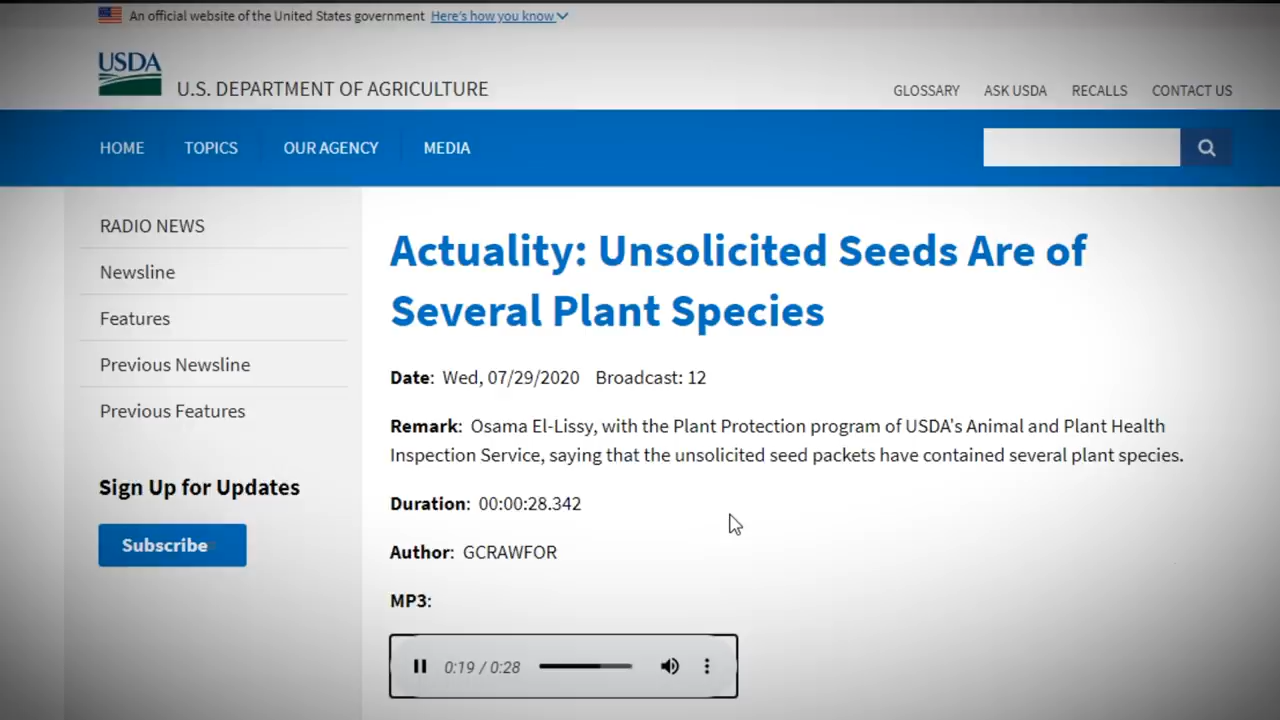 An official website of the United States government Here's how you know
USDA
U.S. DEPARTMENT OF AGRICULTURE
GLOSSARY ASK USDA RECALLS CONTACT US
HOME TOPICS OUR AGENCY MEDIA
RADIO NEWS
Newsline
Features
Previous Newsline
Previous Features
Sign Up for Updates
Subscribe
Actuality: Unsolicited Seeds Are of
Several Plant Species
Date: Wed, 07/29/2020 Broadcast: 12
Remark: Osama El-Lissy, with the Plant Protection program of USDA's Animal and Plant Health
Inspection Service, saying that the unsolicited seed packets have contained several plant species.
Duration: 00:00:28.342
Author: GCRAWFOR
MP3:
0:19 / 0:28